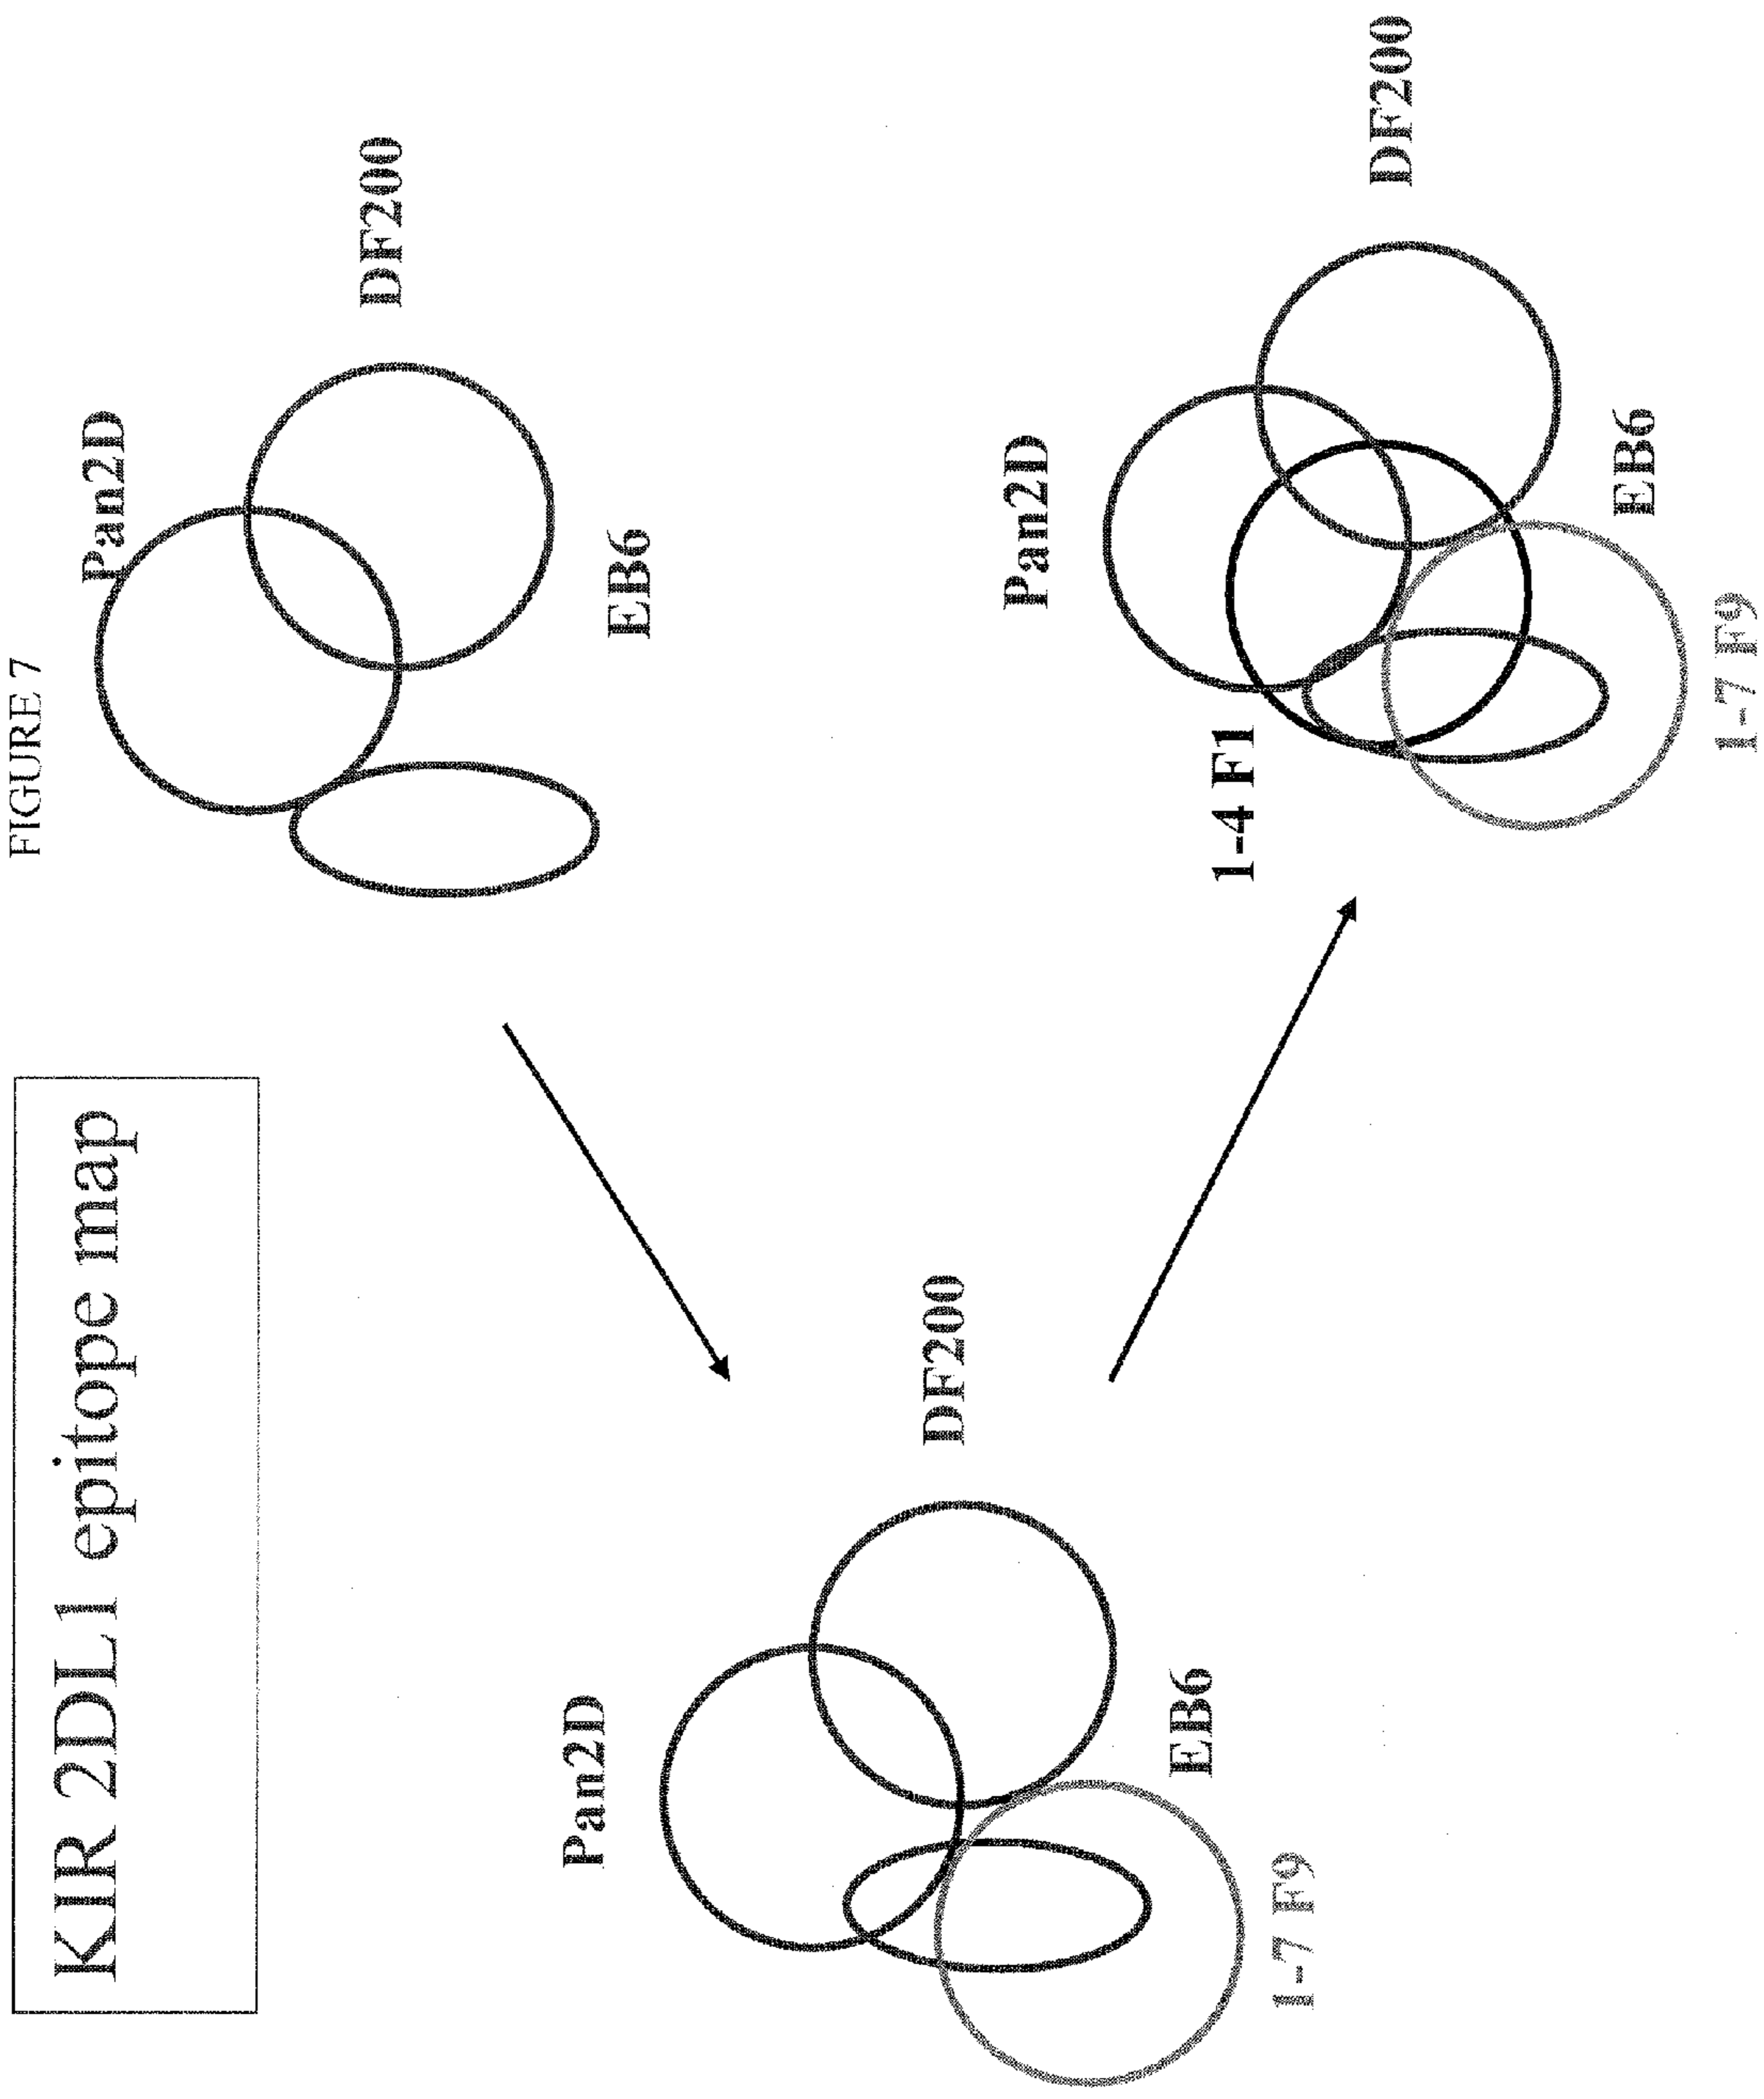 FIGURE 7
KIR 2DL1 epitope map
Pan2D
DF200
EB6
Pan2D
DF200
EB6
1-7 F9
Pan2D
1-4 F1
DF200
EB6
1-7 F9